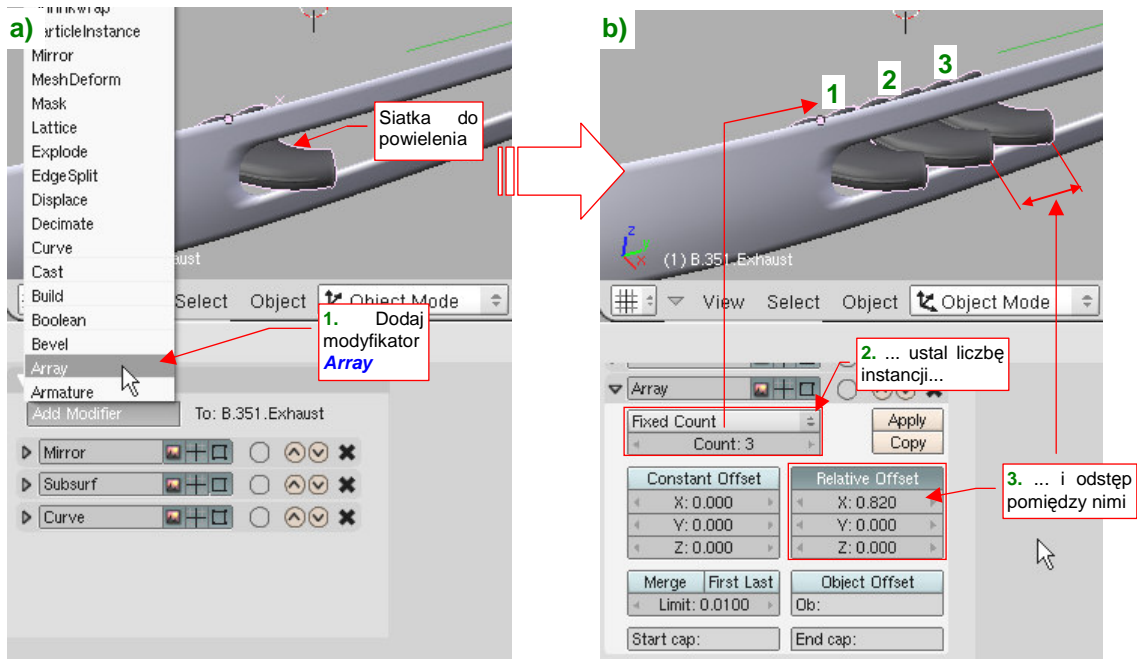 a)
ParticleInstance
Mirror
MeshDeform
Mask
Lattice
Explode
EdgeSplit
Displace
Decimate
Curve
Cast
Build
Boolean
Bevel
Array
Armature
Add Modifier
To: B.351.Exhaust
Mirror
Subsurf
Curve
Siatka do
powielenia
Select Object Object Mode
1. Dodaj
modyfikator
Array
b)
1
2
3
z
y
x
(1) B.351.Exhaust
View Select Object Object Mode
2. ... ustal liczbę
instancji...
Array
Fixed Count
Count: 3
Apply
Copy
Constant Offset
X: 0.000
Y: 0.000
Z: 0.000
Relative Offset
X: 0.820
Y: 0.000
Z: 0.000
3. ... i odstęp
pomiędzy nimi
Merge First Last
Limit: 0.0100
Object Offset
Ob:
Start cap:
End cap: